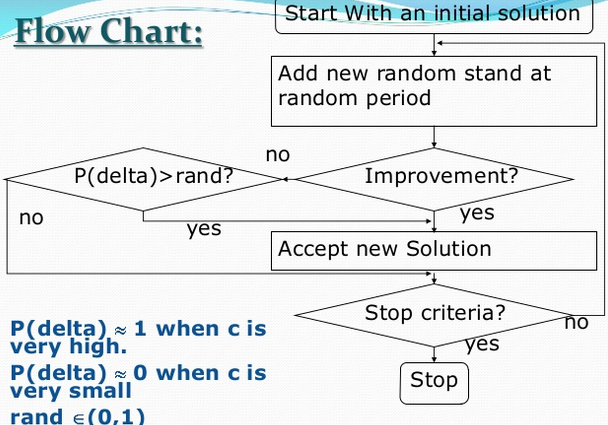 Flow Chart:
Start With an initial solution
Add new random stand at
random period
no
P(delta)>rand?
Improvement?
no
yes
yes
Accept new Solution
Stop criteria?
no
yes
Stop
P(delta) ≈ 1 when c is
very high.
P(delta) ≈ 0 when c is
very small
rand ∈(0,1)